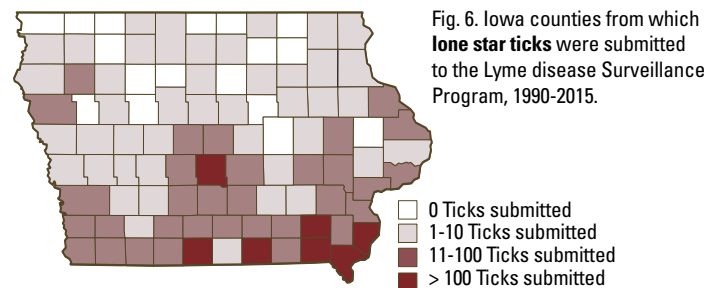 Fig. 6. Iowa counties from which
lone star ticks were submitted
to the Lyme disease Surveillance
Program, 1990-2015.
0 Ticks submitted
1-10 Ticks submitted
11-100 Ticks submitted
> 100 Ticks submitted